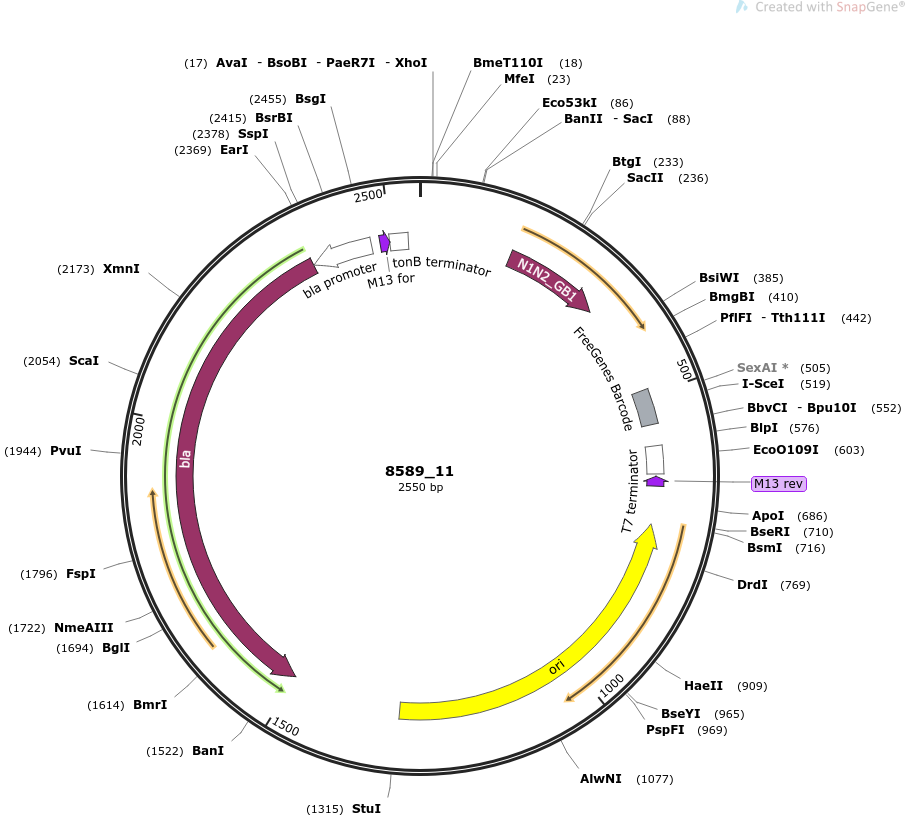 Created with SnapGene®
(17) AvaI - BsoBI - PaeR7I - XhoI
BmeT110I (18)
MfeI (23)
(2455) BsgI
Eco53kI (86)
(2415) BsrBI
BanII - SacI (88)
(2378) SspI
(2369) EarI
BtgI (233)
SacII (236)
2500
tonB terminator
bla promoter
M13 for
N1N2_GB1
(2173) XmnI
BsiWI (385)
BmgBI (410)
PflFI - Tth111I (442)
(2054) ScaI
500
SexAI * (505)
I-SceI (519)
FreeGenes Barcode
BbvCI - Bpu10I (552)
BlpI (576)
2000
(1944) PvuI
EcoO109I (603)
bla
8589_11
2550 bp
M13 rev
T7 terminator
ApoI (686)
BseRI (710)
BsmI (716)
(1796) FspI
DrdI (769)
(1722) NmeAIII
(1694) BglI
ori
HaeII (909)
1000
(1614) BmrI
BseYI (965)
PspFI (969)
1500
(1522) BanI
AlwNI (1077)
(1315) StuI